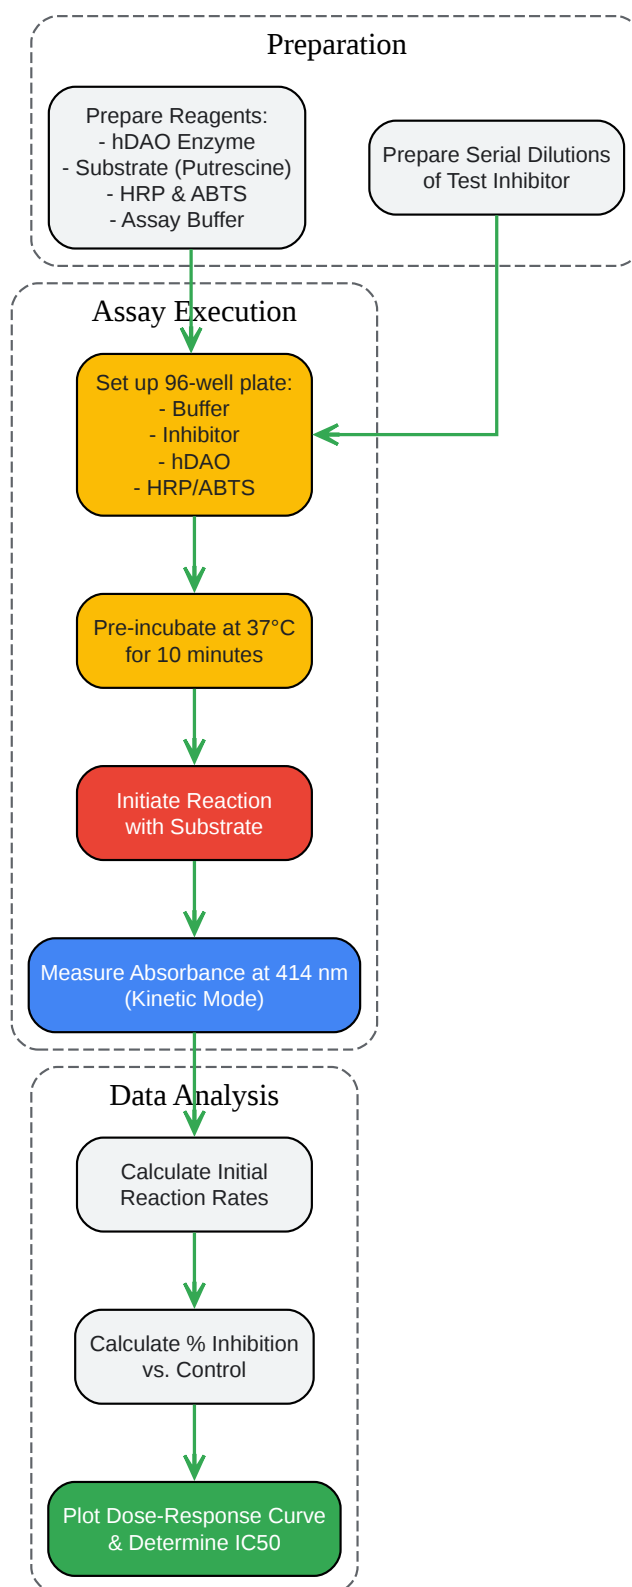 Preparation
Prepare Reagents:
- hDAO Enzyme
- Substrate (Putrescine)
- HRP & ABTS
- Assay Buffer
Prepare Serial Dilutions
of Test Inhibitor
Assay Execution
Set up 96-well plate:
- Buffer
- Inhibitor
- hDAO
- HRP/ABTS
Pre-incubate at 37°C
for 10 minutes
Initiate Reaction
with Substrate
Measure Absorbance at 414 nm
(Kinetic Mode)
Data Analysis
Calculate Initial
Reaction Rates
Calculate % Inhibition
vs. Control
Plot Dose-Response Curve
& Determine IC50